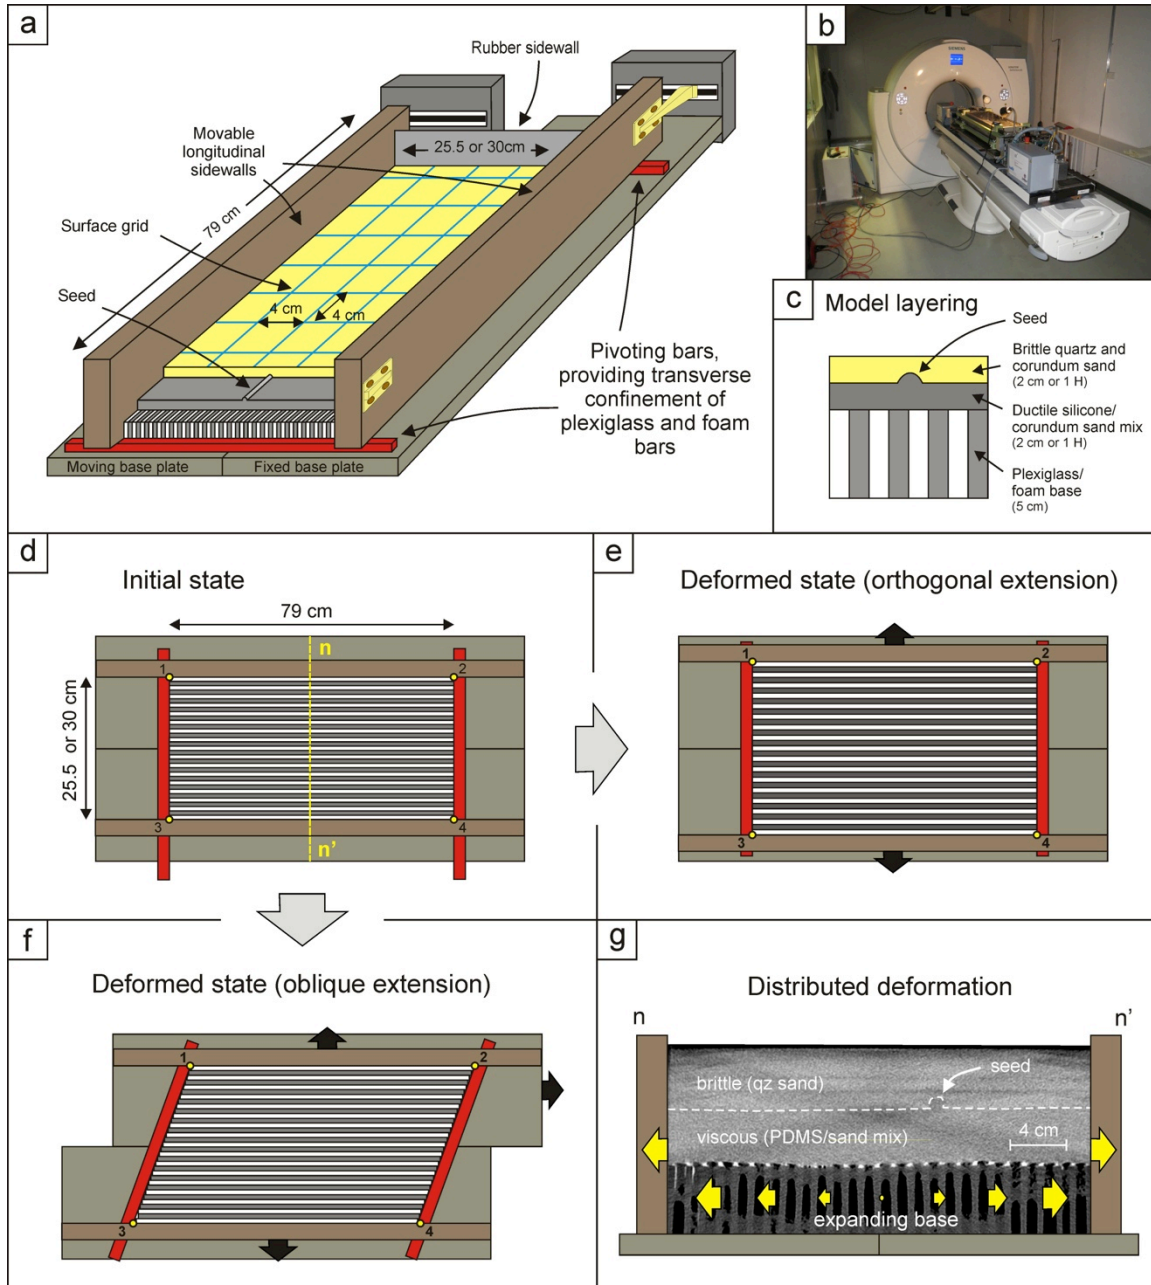 a
Rubber sidewall
Movable
longitudinal
sidewalls
25.5 or 30cm
79 cm
Surface grid
Seed
4 cm
4 cm
Pivoting bars,
providing transverse
confinement of
plexiglass and foam
bars
Moving base plate
Fixed base plate
b
SIEMENS
c
Model layering
Seed
Brittle quartz and
corundum sand
(2 cm or 1 H)
Ductile silicone/
corundum sand mix
(2 cm or 1 H)
Plexiglass/
foam base
(5 cm)
d
Initial state
79 cm
n
1
2
25.5 or 30 cm
3
4
n'
e
Deformed state (orthogonal extension)
1
2
3
4
f
Deformed state (oblique extension)
1
2
3
4
g
Distributed deformation
n
n'
seed
brittle (qz sand)
viscous (PDMS/sand mix)
4 cm
expanding base